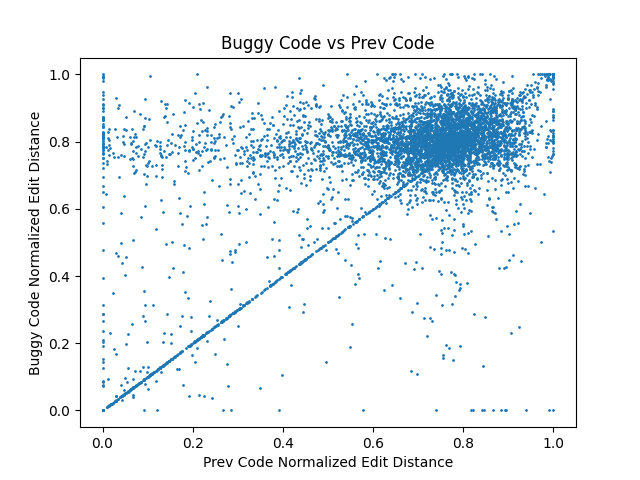 Buggy Code vs Prev Code
1.0
0.8
0.6
0.4
0.2
0.0
Buggy Code Normalized Edit Distance
0.0 0.2 0.4 0.6 0.8 1.0
Prev Code Normalized Edit Distance